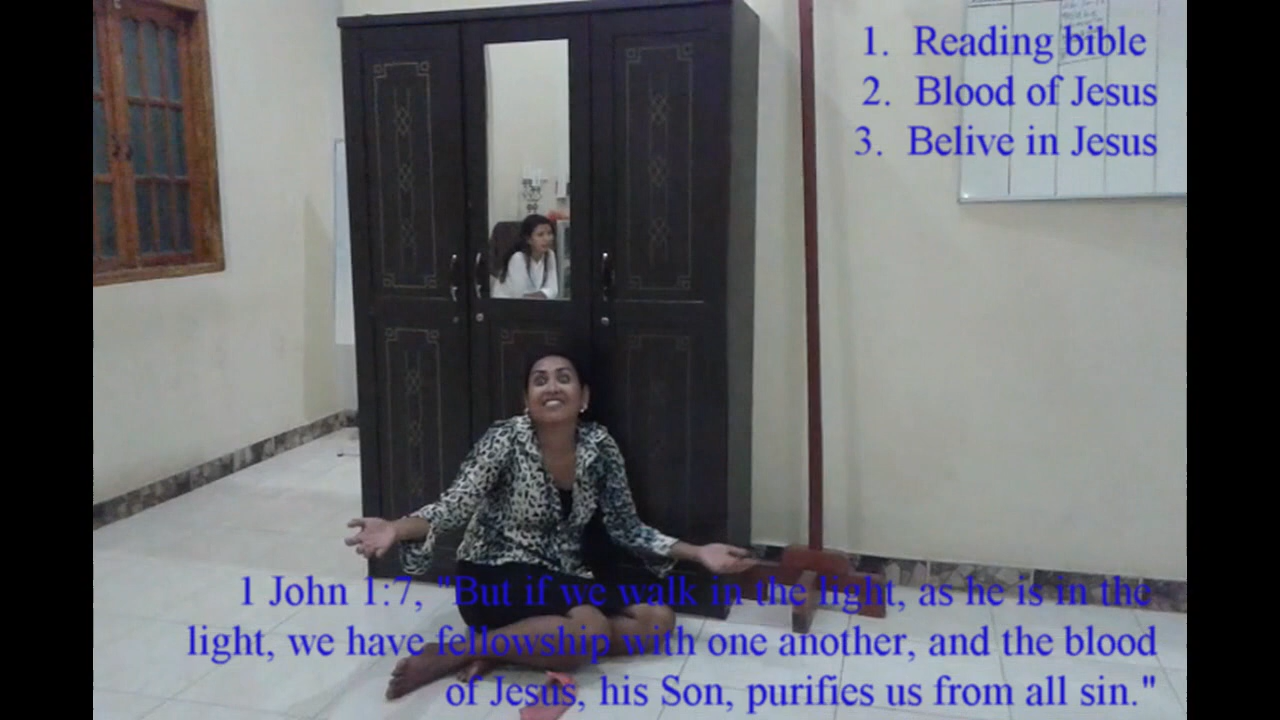 1. Reading bible
2. Blood of Jesus
3. Belive in Jesus
1 John 1:7, "But if we walk in the light, as he is in the
light, we have fellowship with one another, and the blood
of Jesus, his Son, purifies us from all sin."